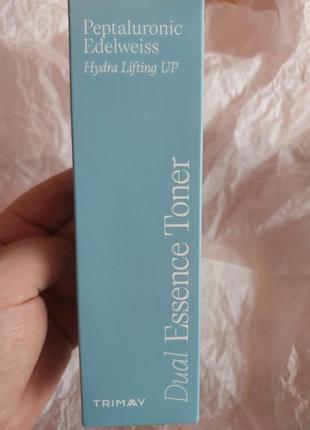 Peptaluronic
Edelweiss
Hydra Lifting UP
Dual Essence Toner
TRIMAY